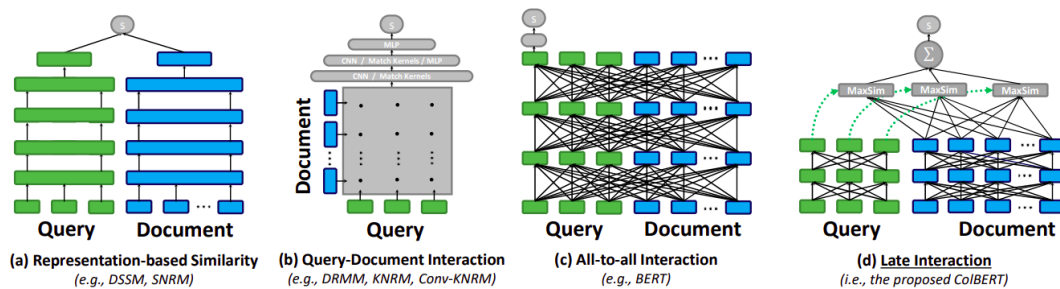 S
Query
Document
(a) Representation-based Similarity
(e.g., DSSM, SNRM)
S
MLP
CNN / Match Kernels / MLP
CNN / Match Kernels
Document
Query
(b) Query-Document Interaction
(e.g., DRMM, KNRM, Conv-KNRM)
S
Query
Document
(c) All-to-all Interaction
(e.g., BERT)
S
Σ
MaxSim MaxSim MaxSim
Query
Document
(d) Late Interaction
(i.e., the proposed ColBERT)